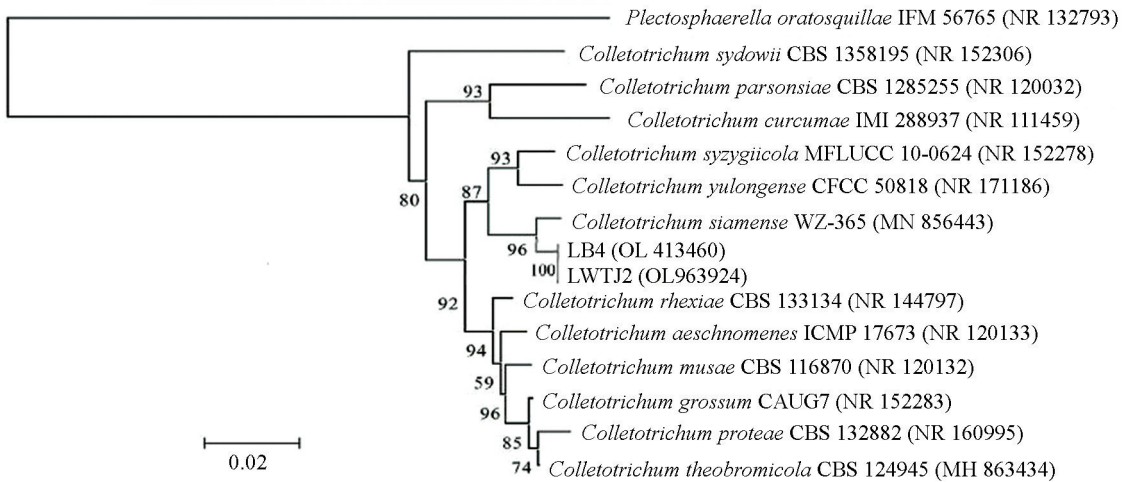 Plectosphaerella oratosquillae IFM 56765 (NR 132793)
Colletotrichum sydowii CBS 1358195 (NR 152306)
93 Colletotrichum parsonsiae CBS 1285255 (NR 120032)
Colletotrichum curcumae IMI 288937 (NR 111459)
93 Colletotrichum syzygiicola MFLUCC 10-0624 (NR 152278)
87 Colletotrichum yulongense CFCC 50818 (NR 171186)
80
Colletotrichum siamense WZ-365 (MN 856443)
96 LB4 (OL 413460)
100 LWTJ2 (OL963924)
92 Colletotrichum rhexiae CBS 133134 (NR 144797)
Colletotrichum aeschnomenes ICMP 17673 (NR 120133)
94
Colletotrichum musae CBS 116870 (NR 120132)
59
Colletotrichum grossum CAUG7 (NR 152283)
96
Colletotrichum proteae CBS 132882 (NR 160995)
85
74 Colletotrichum theobromicola CBS 124945 (MH 863434)
0.02